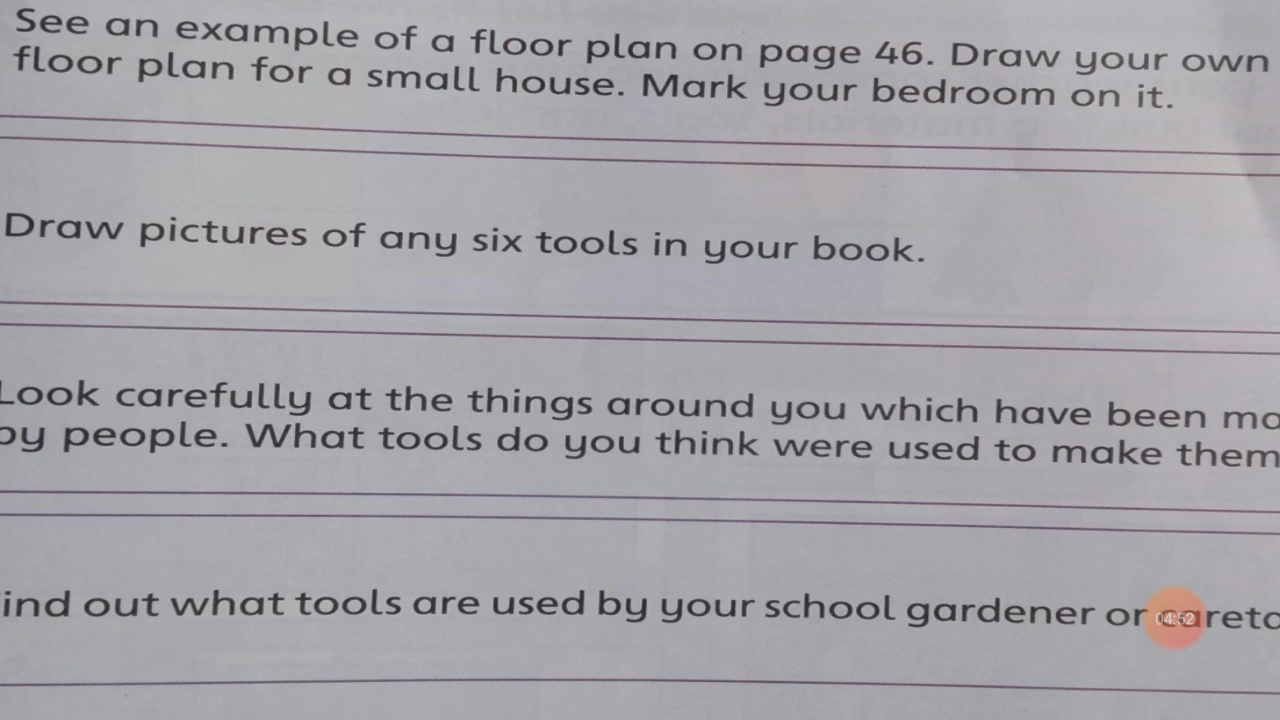 See an example of a floor plan on page 46. Draw your own
floor plan for a small house. Mark your bedroom on it.
Draw pictures of any six tools in your book.
Look carefully at the things around you which have been
by people. What tools do you think were used to make them
ind out what tools are used by your school gardener or
04:52